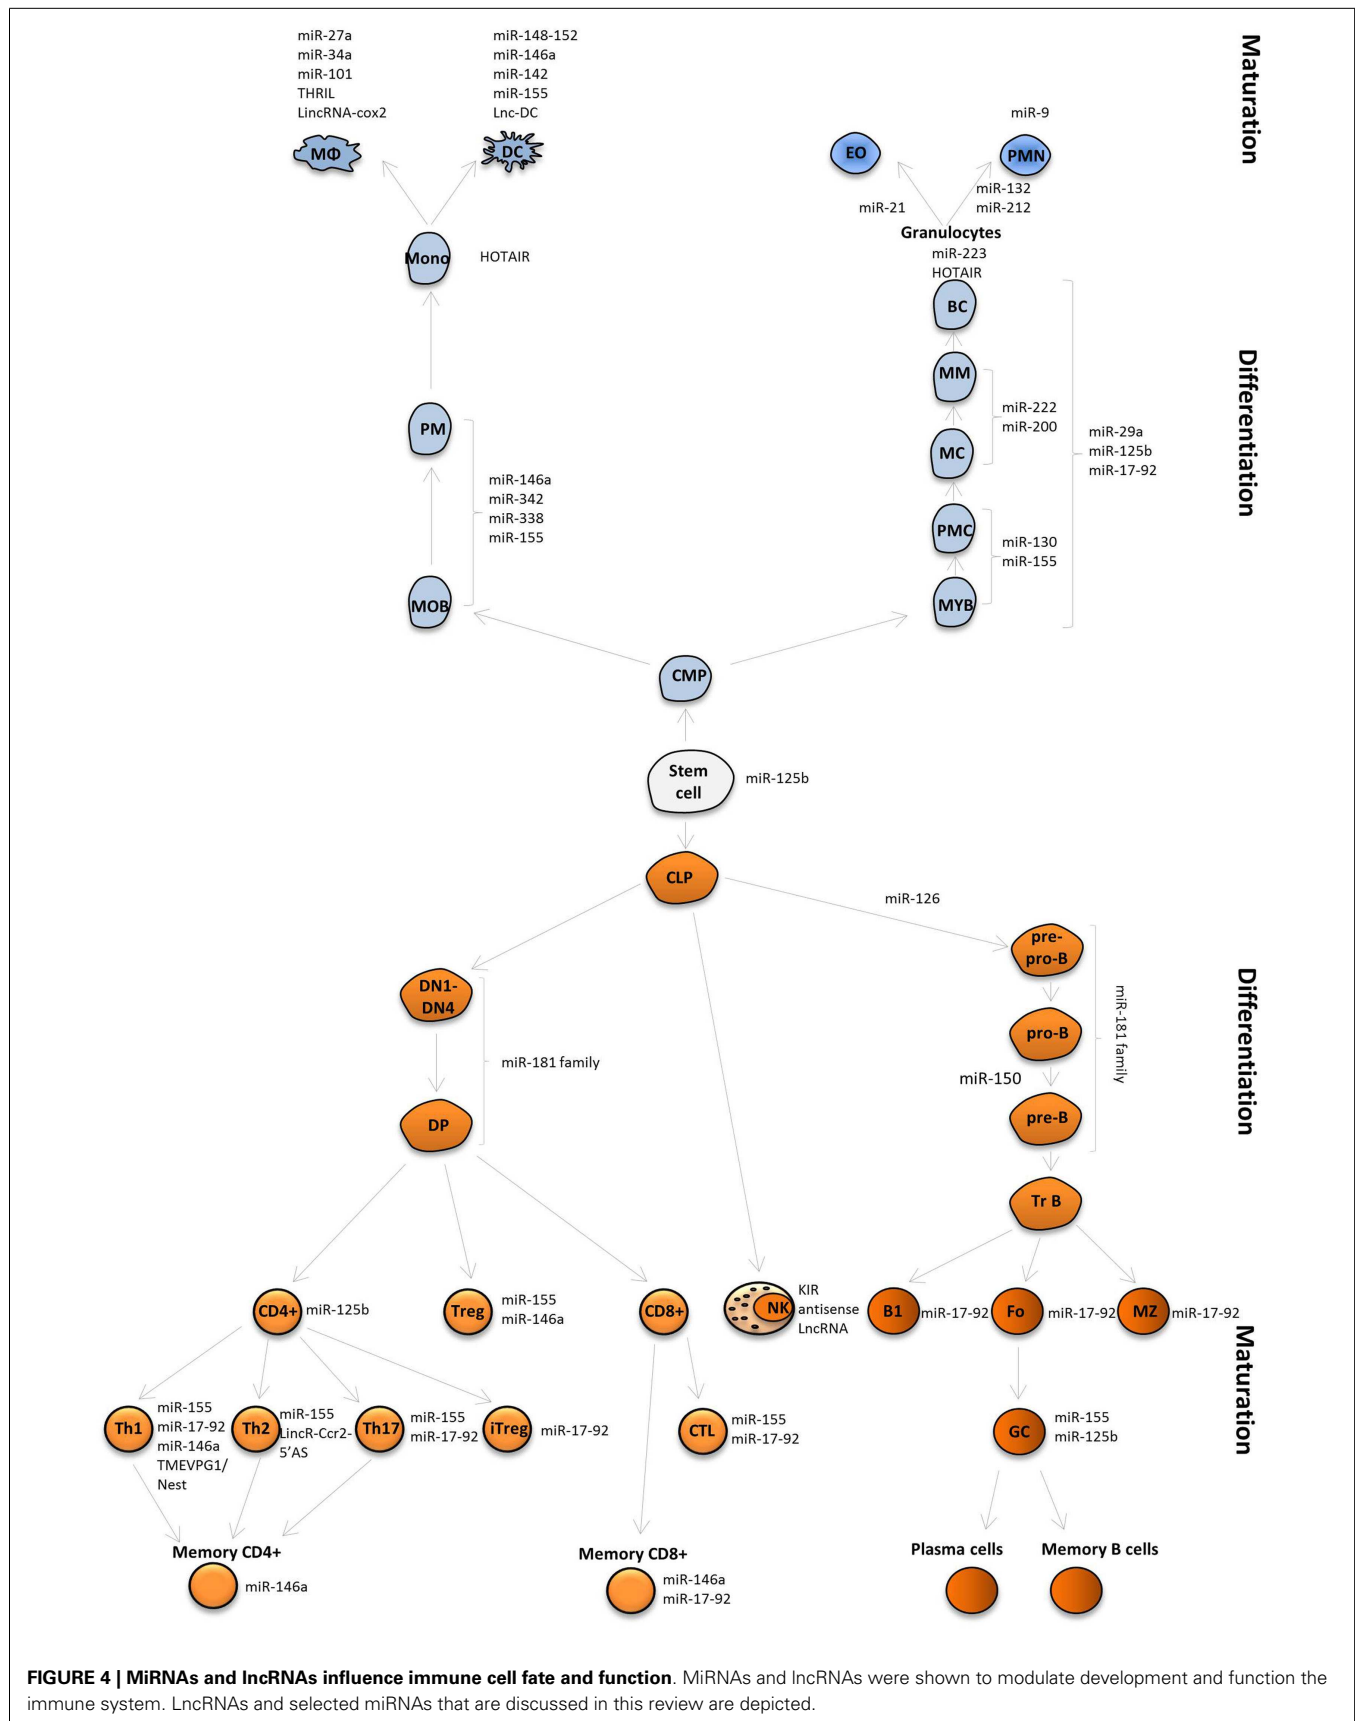 miR-27a
miR-34a
miR-101
THRIL
LincRNA-cox2
miR-148-152
miR-146a
miR-142
miR-155
Lnc-DC
MΦ
DC
miR-9
EO
PMN
miR-21
miR-132
miR-212
Maturation
Granulocytes
miR-223
HOTAIR
Mono
HOTAIR
BC
MM
miR-222
miR-200
MC
PM
miR-29a
miR-125b
miR-17-92
miR-146a
miR-342
miR-338
miR-155
PMC
miR-130
miR-155
MOB
MYB
Differentiation
CMP
Stem
cell
miR-125b
CLP
miR-126
pre-
pro-B
DN1-
DN4
pro-B
miR-181 family
miR-181 family
miR-150
DP
pre-B
Differentiation
Tr B
CD4+
miR-125b
Treg
miR-155
miR-146a
CD8+
NK
KIR
antisense
LncRNA
B1
miR-17-92
Fo
miR-17-92
MZ
miR-17-92
Th1
miR-155
miR-17-92
miR-146a
TMEVPG1/
Nest
Th2
miR-155
LincR-Ccr2-
5’AS
Th17
miR-155
miR-17-92
iTreg
miR-17-92
CTL
miR-155
miR-17-92
GC
miR-155
miR-125b
Maturation
Memory CD4+
miR-146a
Memory CD8+
miR-146a
miR-17-92
Plasma cells
Memory B cells
FIGURE 4 | MiRNAs and lncRNAs influence immune cell fate and function. MiRNAs and lncRNAs were shown to modulate development and function the
immune system. LncRNAs and selected miRNAs that are discussed in this review are depicted.